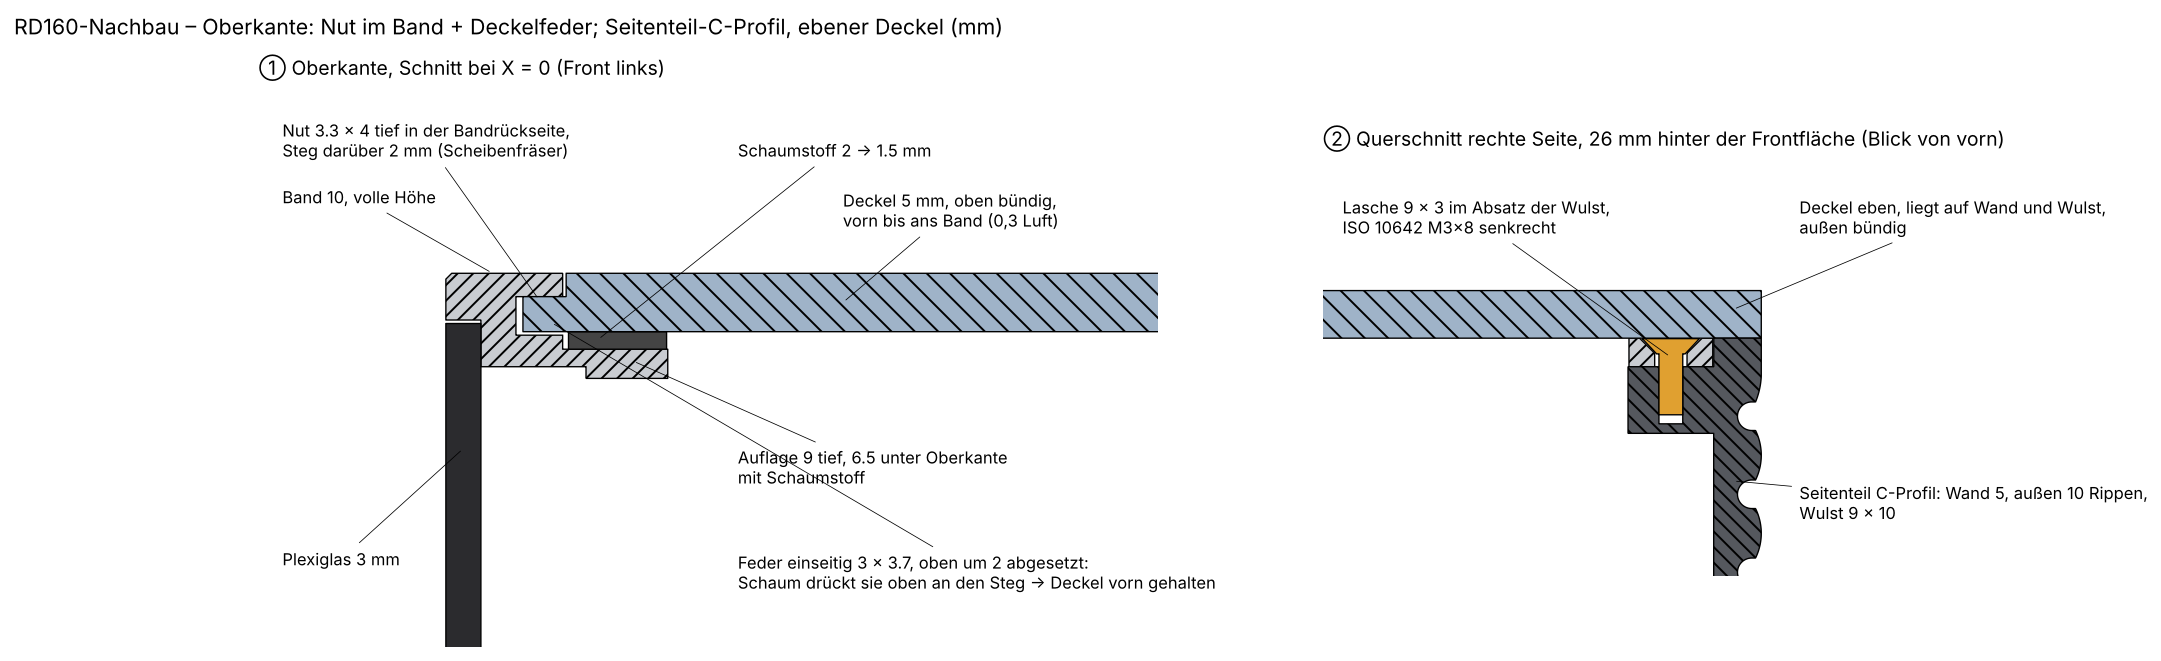 RD160-Nachbau – Oberkante: Nut im Band + Deckelfeder; Seitenteil-C-Profil, ebener Deckel (mm)
① Oberkante, Schnitt bei X = 0 (Front links)
Nut 3.3 × 4 tief in der Bandrückseite,
Steg darüber 2 mm (Scheibenfräser)
Band 10, volle Höhe
Schaumstoff 2 → 1.5 mm
Deckel 5 mm, oben bündig,
vorn bis ans Band (0,3 Luft)
Auflage 9 tief, 6.5 unter Oberkante
mit Schaumstoff
Plexiglas 3 mm
Feder einseitig 3 × 3.7, oben um 2 abgesetzt:
Schaum drückt sie oben an den Steg → Deckel vorn gehalten
② Querschnitt rechte Seite, 26 mm hinter der Frontfläche (Blick von vorn)
Lasche 9 × 3 im Absatz der Wulst,
ISO 10642 M3×8 senkrecht
Deckel eben, liegt auf Wand und Wulst,
außen bündig
Seitenteil C-Profil: Wand 5, außen 10 Rippen,
Wulst 9 × 10